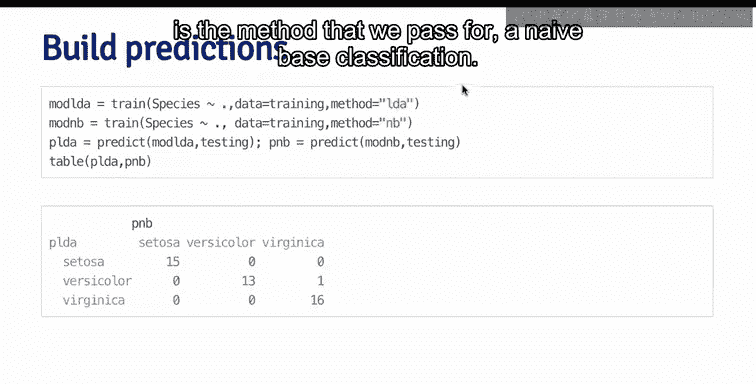 is the method that we pass for, a naive
base classification.
Build predictions
modlda = train(Species ~ .,data=training,method="lda")
modnb = train(Species ~ ., data=training,method="nb")
plda = predict(modlda,testing); pnb = predict(modnb,testing)
table(plda,pnb)
pnb
plda setosa versicolor virginica
setosa 15 0 0
versicolor 0 13 1
virginica 0 0 16